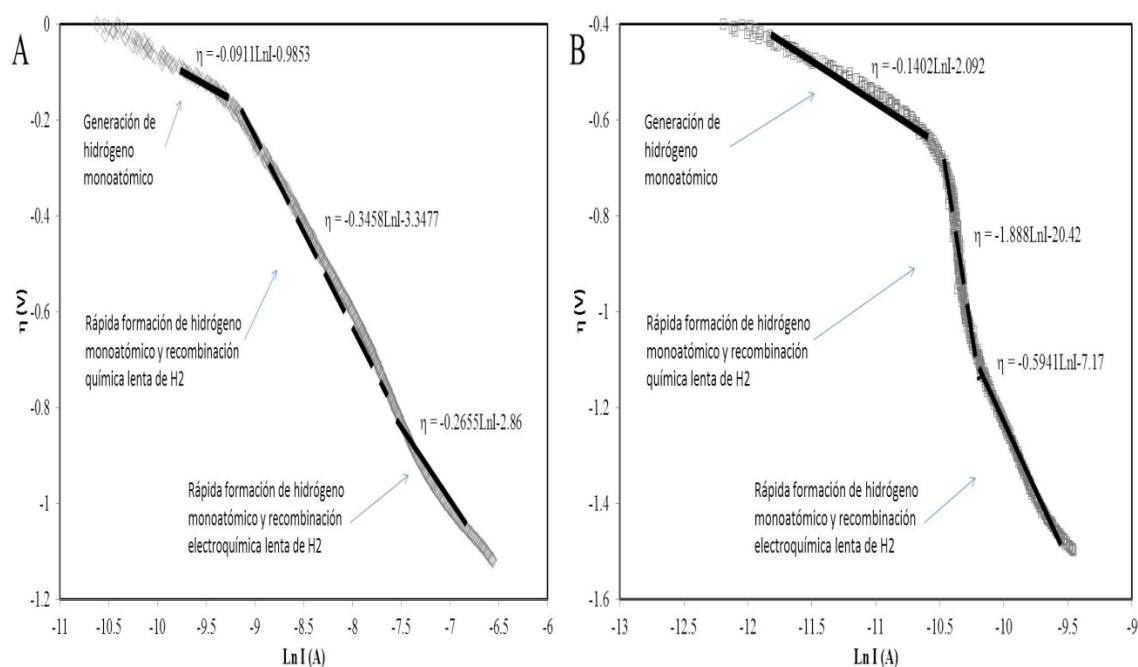 A
0
-0.2
-0.4
-0.6
-0.8
-1
-1.2
η (V)
η = -0.0911LnI-0.9853
Generación de
hidrógeno
monoatómico
η = -0.3458LnI-3.3477
Rápida formación de hidrógeno
monoatómico y recombinación
química lenta de H2
η = -0.2655LnI-2.86
Rápida formación de hidrógeno
monoatómico y recombinación
electroquímica lenta de H2
-11 -10.5 -10 -9.5 -9 -8.5 -8 -7.5 -7 -6.5 -6
Ln I (A)
B
-0.4
-0.6
-0.8
-1
-1.2
-1.4
-1.6
η (V)
η = -0.1402LnI-2.092
Generación de
hidrógeno
monoatómico
η = -1.888LnI-20.42
Rápida formación de hidrógeno
monoatómico y recombinación
química lenta de H2
η = -0.5941LnI-7.17
Rápida formación de hidrógeno
monoatómico y recombinación
electroquímica lenta de H2
-13 -12.5 -12 -11.5 -11 -10.5 -10 -9.5 -9
Ln I (A)